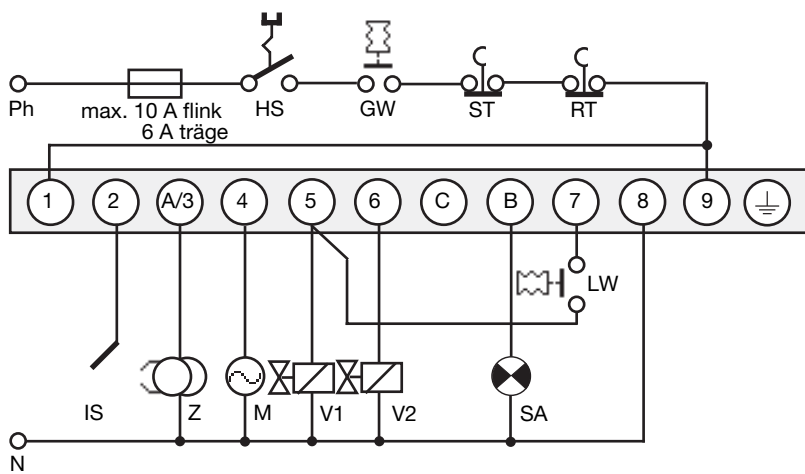 Ph
max. 10 A flink
6 A träge
HS
GW
ST
RT
1 2 A/3 4 5 6 C B 7 8 9
LW
IS
Z
M
V1
V2
SA
N